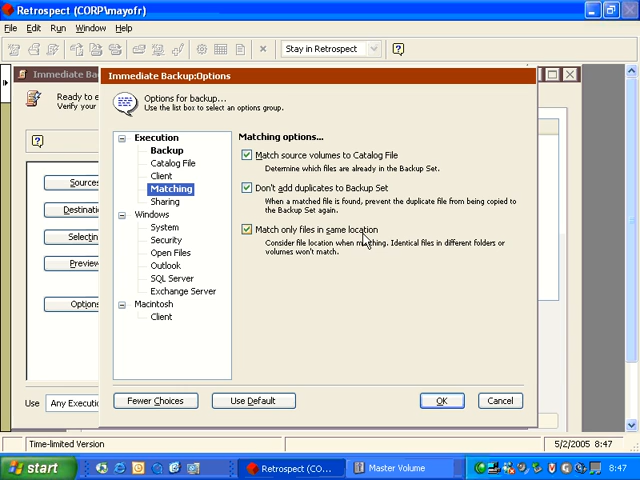 Retrospect (CORP\mayofr)
File Edit Run Window Help
Stay in Retrospect
Immediate Ba
Ready to e
Verify your
Sources
Destinatio
Selectin
Preview
Options
Use Any Executio
Immediate Backup:Options
Options for backup...
Use the list box to select an options group.
Execution
Backup
Catalog File
Client
Matching
Sharing
Windows
System
Security
Open Files
Outlook
SQL Server
Exchange Server
Macintosh
Client
Matching options...
Match source volumes to Catalog File
Determine which files are already in the Backup Set.
Don't add duplicates to Backup Set
When a matched file is found, prevent the duplicate file from being copied to
the Backup Set again.
Match only files in same location
Consider file location when matching. Identical files in different folders or
volumes won't match.
Fewer Choices
Use Default
OK
Cancel
Time-limited Version
5/2/2005 8:47
start
Retrospect (CO...
Master Volume
8:47